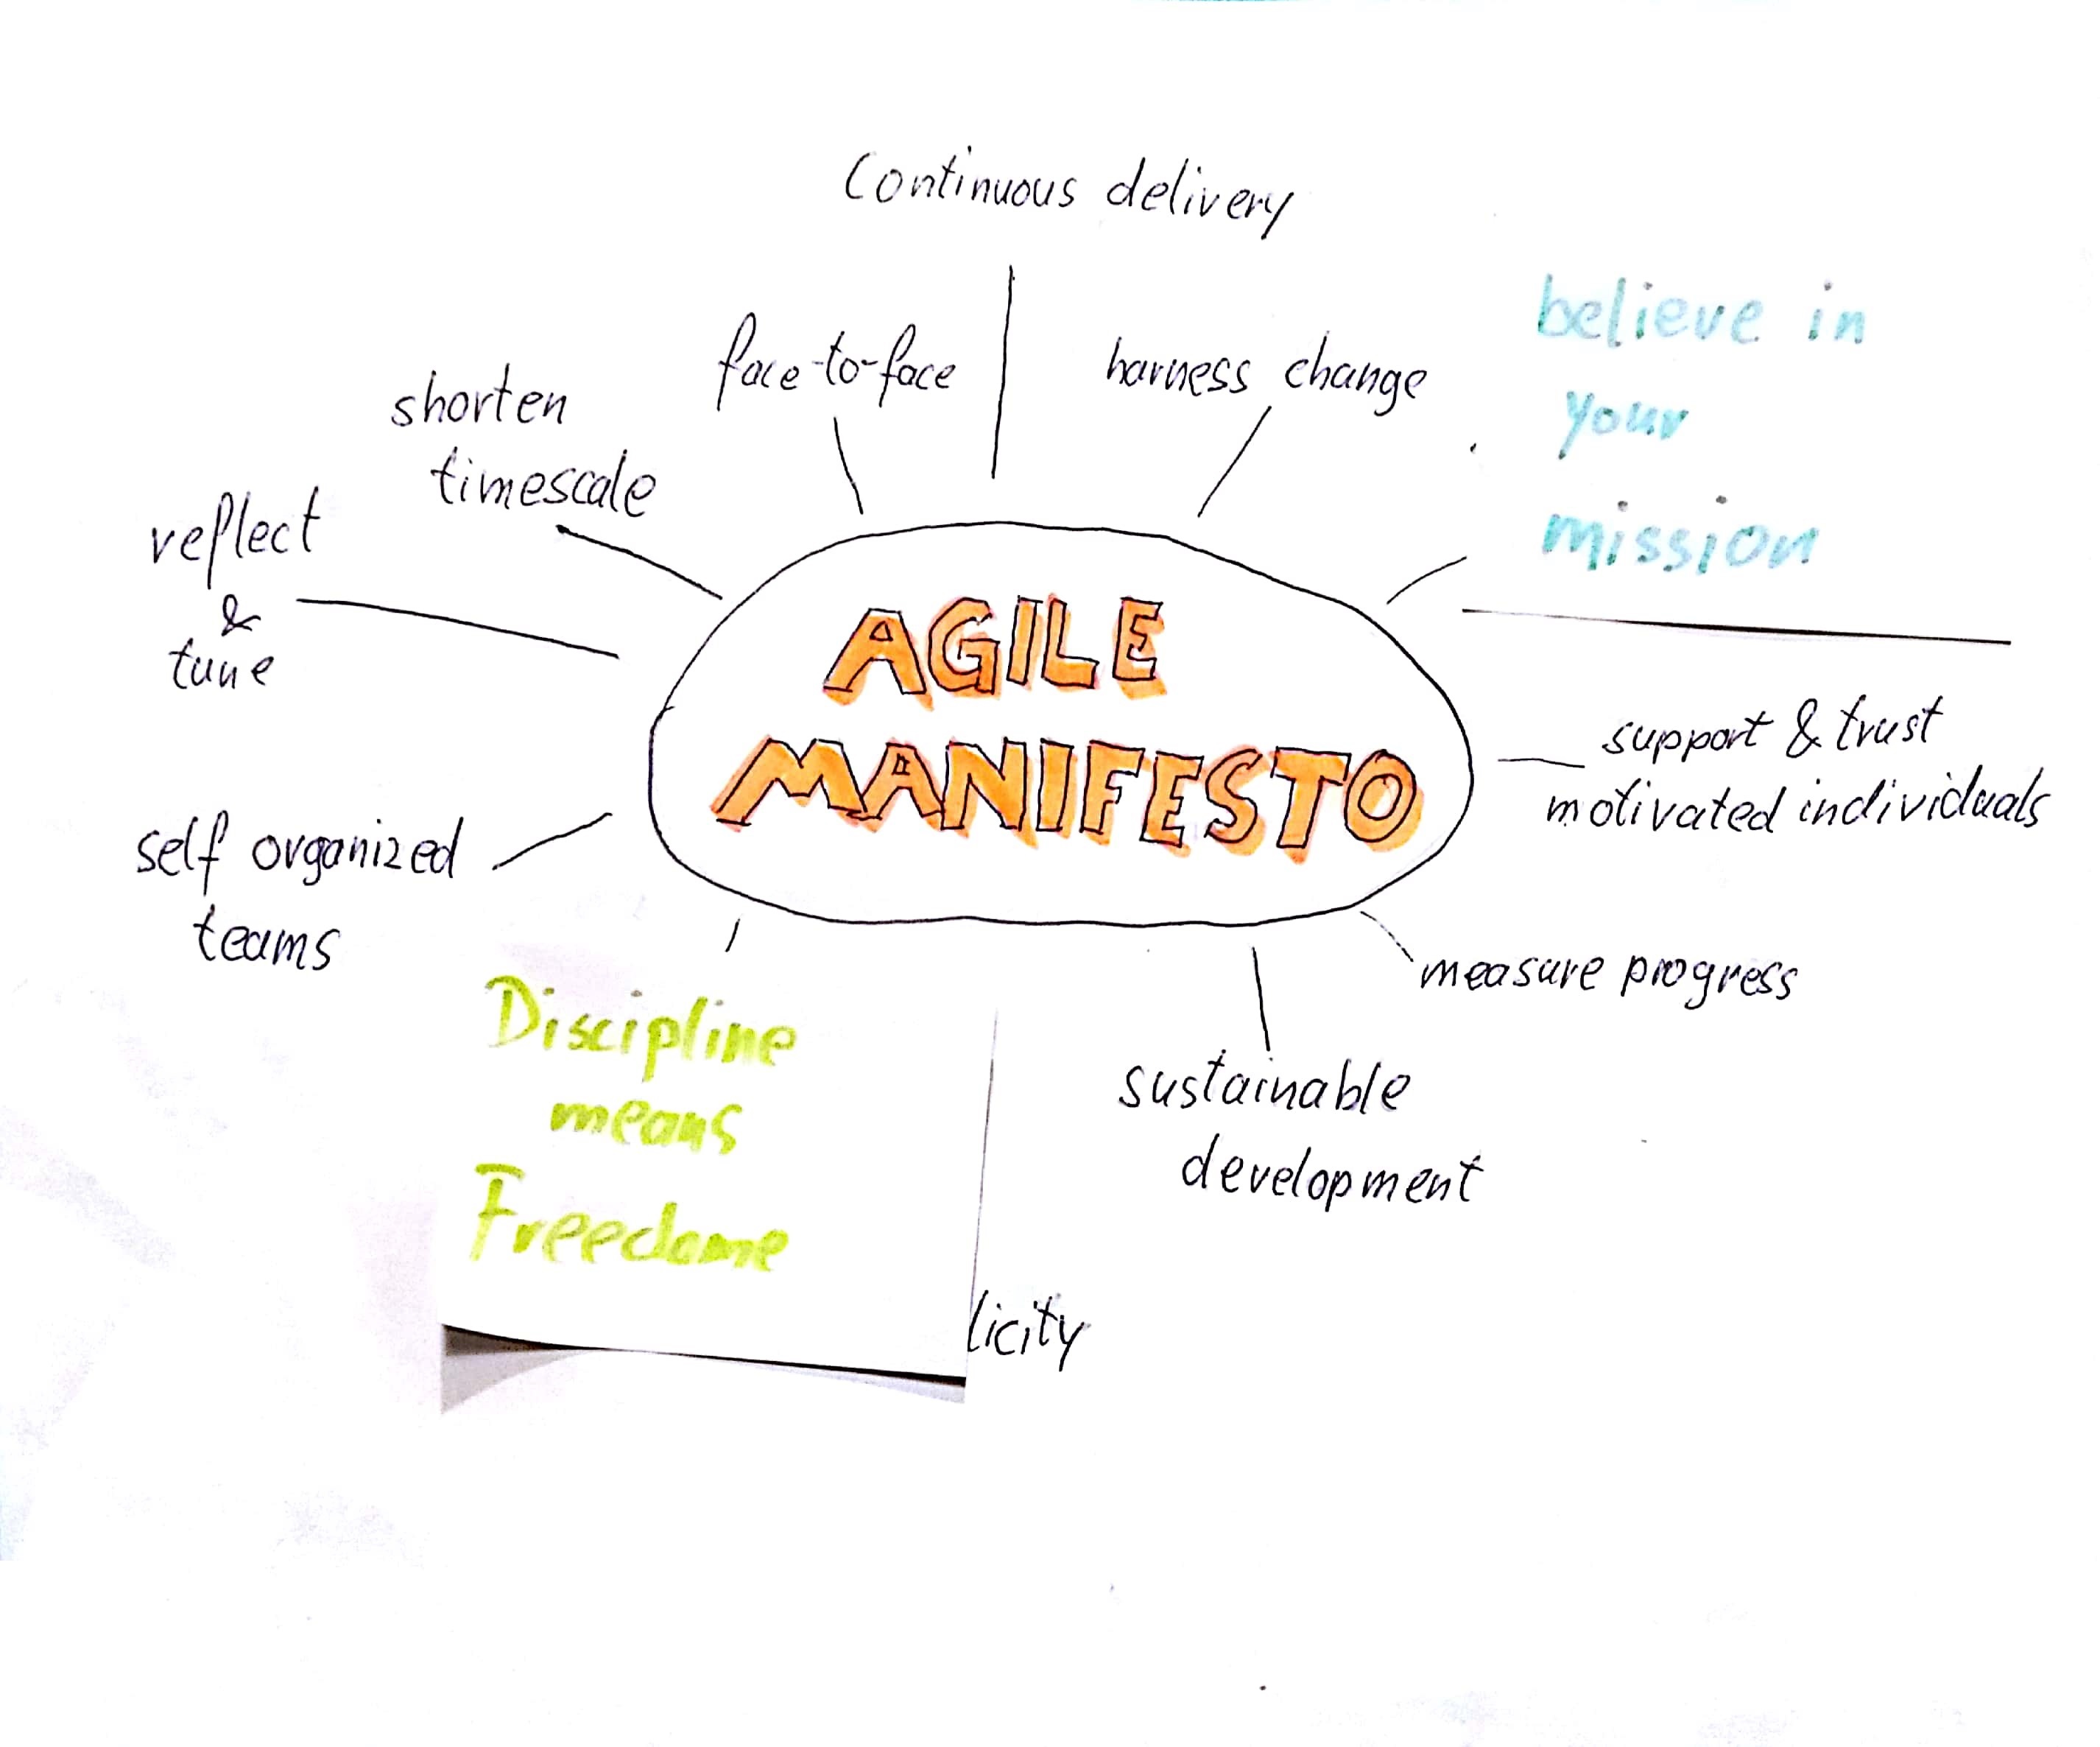 Continuous delivery
face-to-face
harness change
believe in
your
mission
shorten
timescale
reflect
&
tune
AGILE
MANIFESTO
support & trust
motivated individuals
self organized
teams
measure progress
Discipline
means
Freedome
sustainable
development
licity